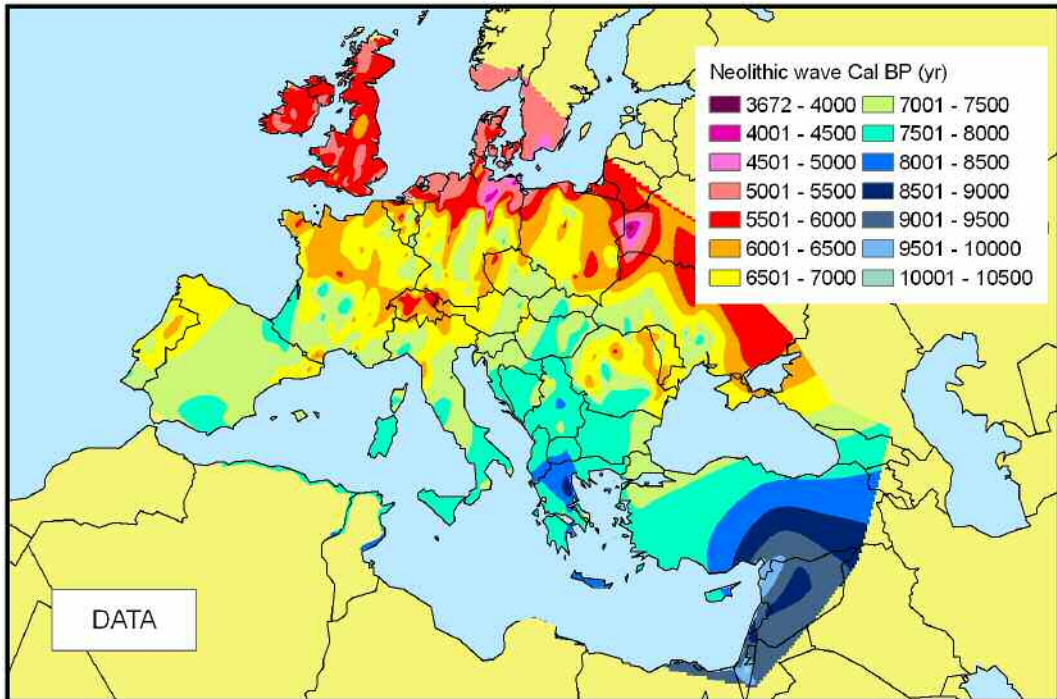 Neolithic wave Cal BP (yr)
3672 - 4000 7001 - 7500
4001 - 4500 7501 - 8000
4501 - 5000 8001 - 8500
5001 - 5500 8501 - 9000
5501 - 6000 9001 - 9500
6001 - 6500 9501 - 10000
6501 - 7000 10001 - 10500
DATA